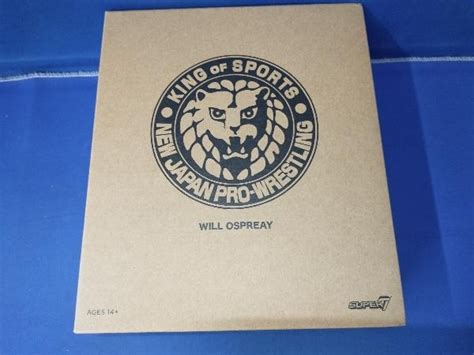 KING OF SPORTS
NEW JAPAN PRO-WRESTLING
WILL OSPREAY
AGES 14+
SUPER7